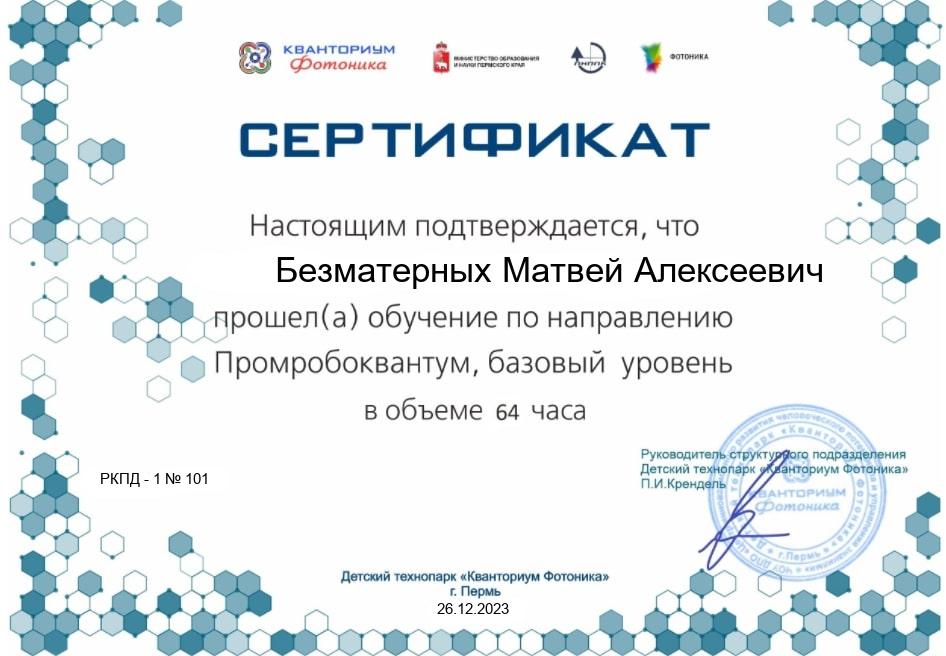 КВАНТОРИУМ
Фотоника
МИНИСТЕРСТВО ОБРАЗОВАНИЯ
И НАУКИ ПЕРМСКОГО КРАЯ
ПНППК
ФОТОНИКА
СЕРТИФИКАТ
Настоящим подтверждается, что
Безматерных Матвей Алексеевич
прошел(а) обучение по направлению
Промробоквантум, базовый уровень
в объеме 64 часа
Руководитель структурного подразделения
Детский технопарк «Кванториум Фотоника»
П.И.Крендель
РКПД - 1 № 101
КВАНТОРИУМ
Фотоника
г.Пермь
Детский технопарк «Кванториум Фотоника»
г. Пермь
26.12.2023